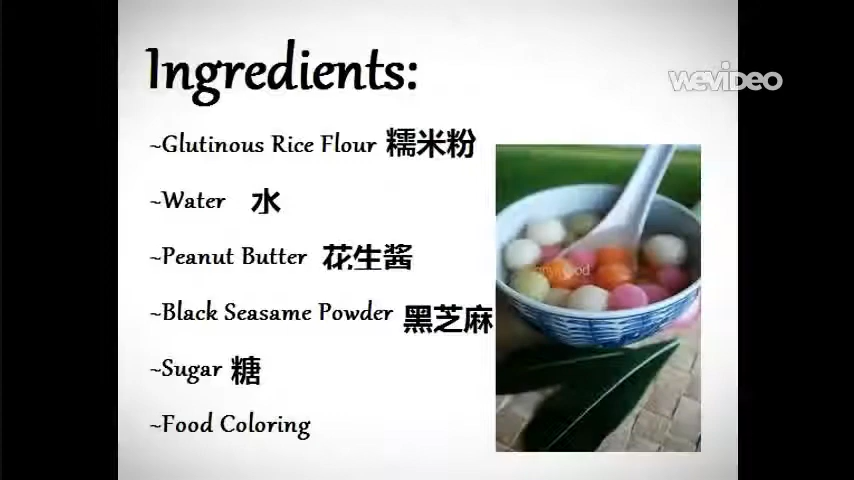 Ingredients:
wevideo
~Glutinous Rice Flour 糯米粉
~Water 水
~Peanut Butter 花生酱
~Black Seasame Powder 黑芝麻
~Sugar 糖
~Food Coloring